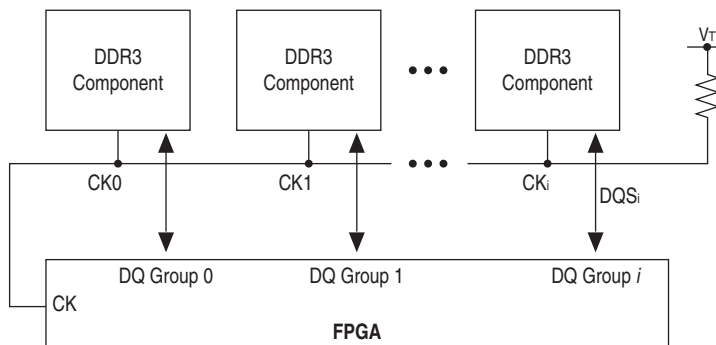 DDR3
Component
DDR3
Component
DDR3
Component
VT
CK0
CK1
CKi
DQSi
DQ Group 0
DQ Group 1
DQ Group i
CK
FPGA